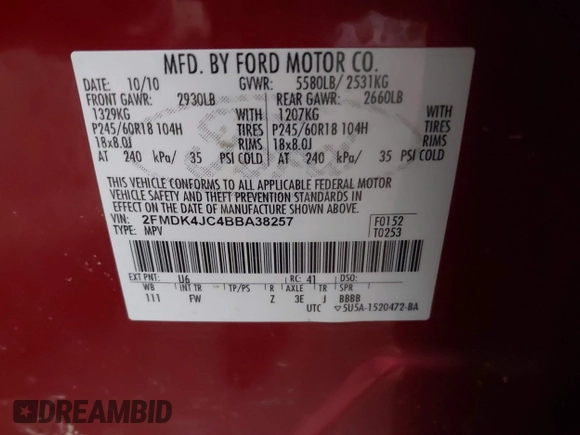 MFD. BY FORD MOTOR CO.
DATE: 10/10 GVWR: 5580LB/ 2531KG
FRONT GAWR: 2930LB REAR GAWR: 2660LB
1329KG WITH 1207KG WITH
P245/60R18 104H TIRES P245/60R18 104H TIRES
18x8.0J RIMS 18x8.0J RIMS
AT 240 kPa/ 35 PSI COLD AT 240 kPa/ 35 PSI COLD
THIS VEHICLE CONFORMS TO ALL APPLICABLE FEDERAL MOTOR
VEHICLE SAFETY AND THEFT PREVENTION STANDARDS IN
EFFECT ON THE DATE OF MANUFACTURE SHOWN ABOVE.
VIN: 2FMDK4JC4BBA38257 F0152
TYPE: MPV T0253
EXT PNT: U6 RC: 41 DSO:
WB INT TR TP/PS R AXLE TR SPR
111 FW Z 3E J BBBB
UTC ▽5U5A-1520472-BA
DREAMBID